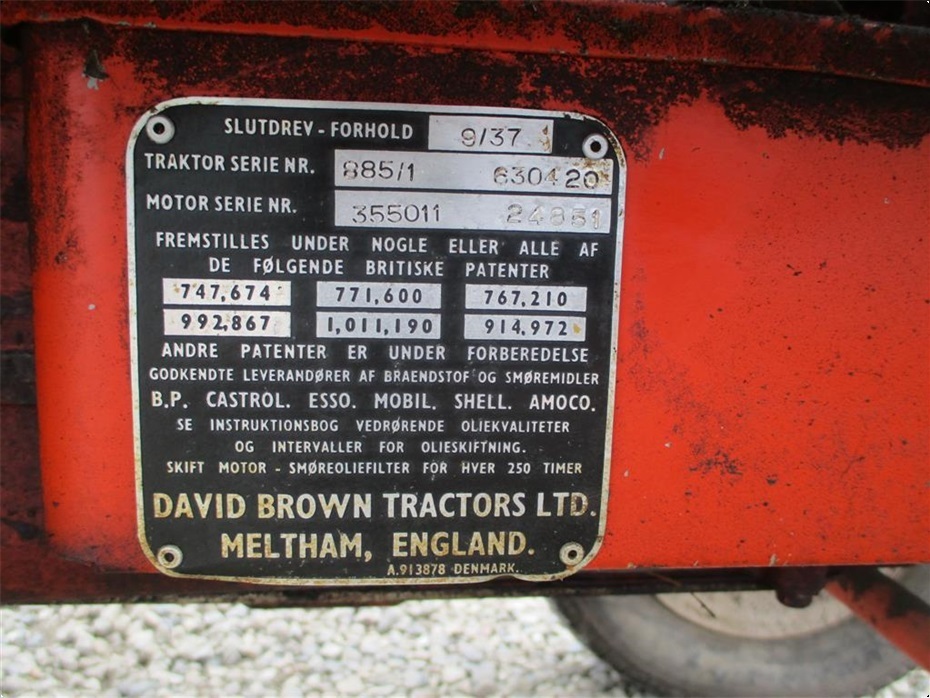 SLUTDREV - FORHOLD 9/37
TRAKTOR SERIE NR. 885/1 630420
MOTOR SERIE NR. 355011 24851
FREMSTILLES UNDER NOGLE ELLER ALLE AF
DE FØLGENDE BRITISKE PATENTER
747,674 771,600 767,210
992,867 1,011,190 914,972
ANDRE PATENTER ER UNDER FORBEREDELSE
GODKENDTE LEVERANDØRER AF BRAENDSTOF OG SMØREMIDLER
B.P. CASTROL. ESSO. MOBIL. SHELL. AMOCO.
SE INSTRUKTIONSBOG VEDRØRENDE OLIEKVALITETER
OG INTERVALLER FOR OLIESKIFTNING.
SKIFT MOTOR - SMØREOLIEFILTER FOR HVER 250 TIMER
DAVID BROWN TRACTORS LTD.
MELTHAM, ENGLAND.
A.913878 DENMARK.